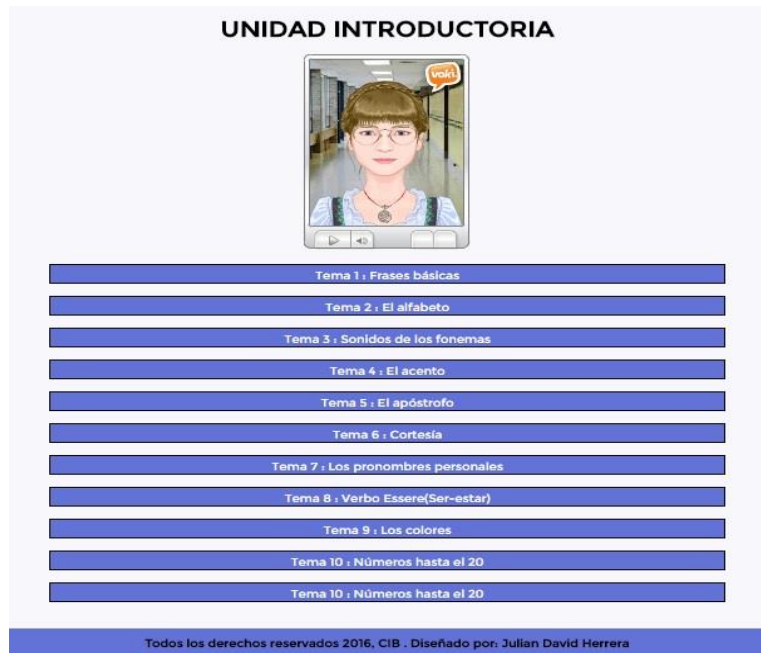 UNIDAD INTRODUCTORIA
voki
Tema 1 : Frases básicas
Tema 2 : El alfabeto
Tema 3 : Sonidos de los fonemas
Tema 4 : El acento
Tema 5 : El apóstrofo
Tema 6 : Cortesía
Tema 7 : Los pronombres personales
Tema 8 : Verbo Essere(Ser-estar)
Tema 9 : Los colores
Tema 10 : Números hasta el 20
Tema 10 : Números hasta el 20
Todos los derechos reservados 2016, CIB . Diseñado por: Julian David Herrera